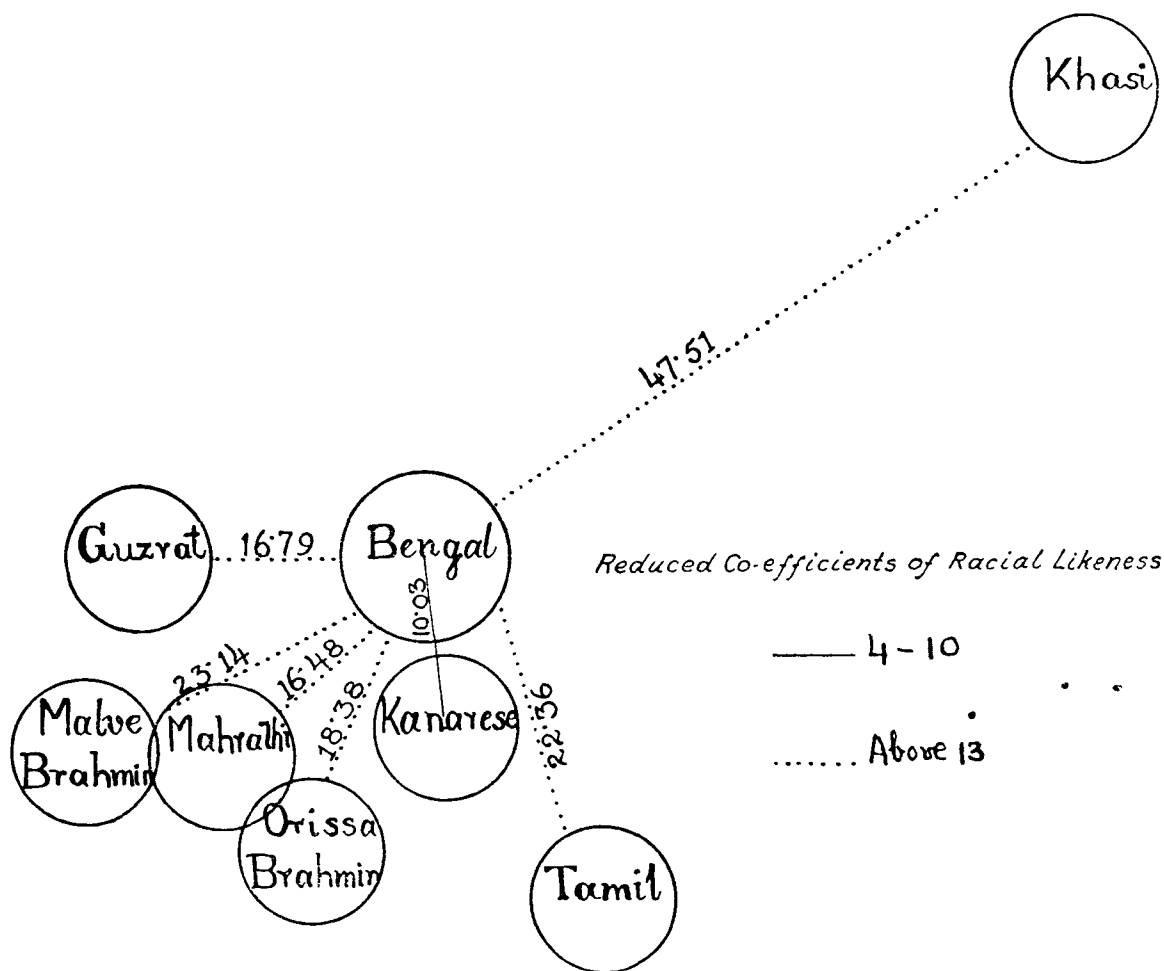 Khasi
47·51
Guzrat
16·79
Bengal
Reduced Co-efficients of Racial Likeness
10·03
4-10
23·14
16·48
18·38
22·36
Malve
Brahmin
Mahrathi
Kanarese
Above 13
Orissa
Brahmin
Tamil